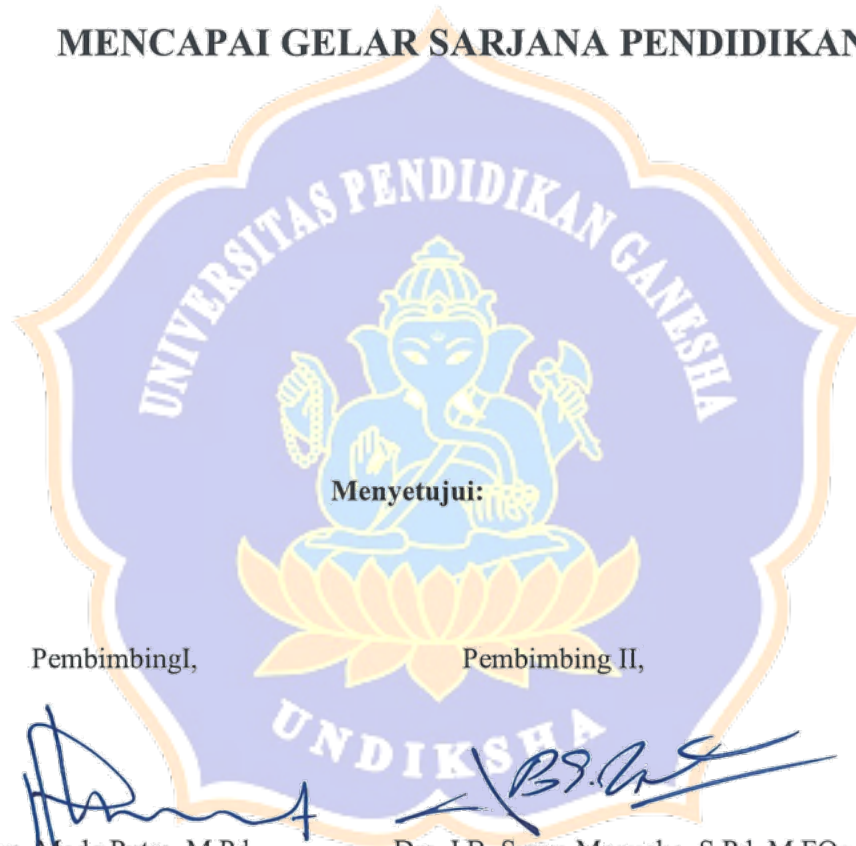 MENCAPAI GELAR SARJANA PENDIDIKAN
UNIVERSITAS PENDIDIKAN GANESHA
Menyetujui:
PembimbingI, Pembimbing II,
UNDIKSHA